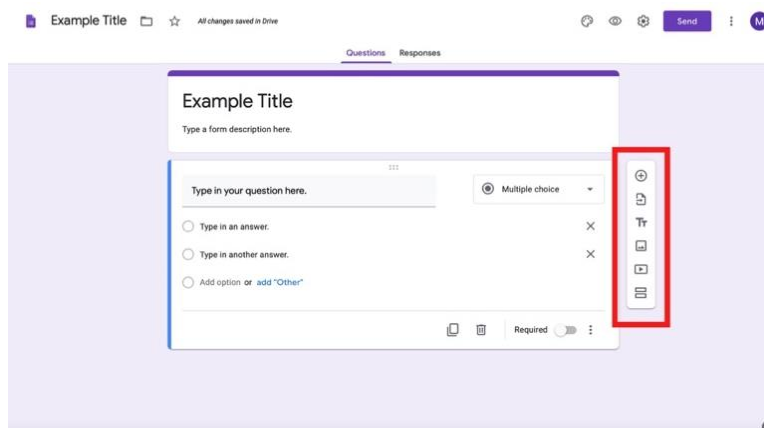 Example Title
All changes saved in Drive
Send
M
Questions Responses
Example Title
Type a form description here.
Type in your question here.
Multiple choice
Type in an answer.
Type in another answer.
Add option or add "Other"
Required
Tт